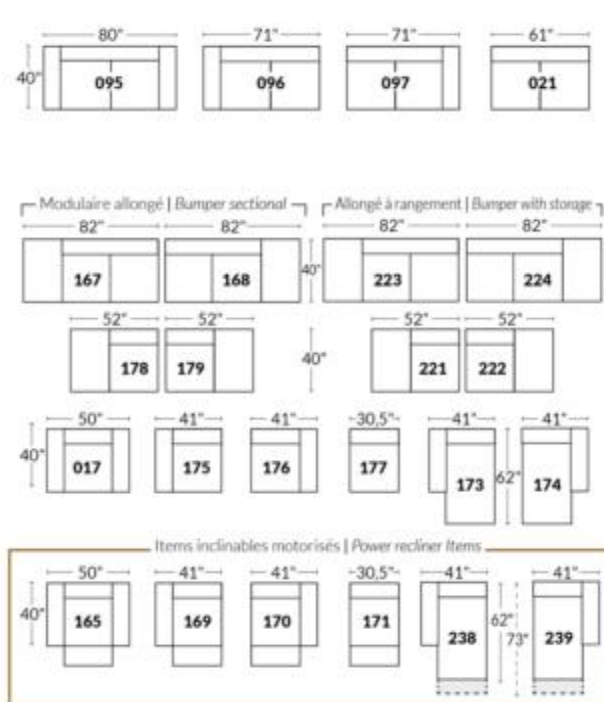 80" 71" 71" 61"
40"
095 096 097 021
Modulaire allongé | Bumper sectional Allongé à rangement | Bumper with storage
82" 82" 82" 82"
40"
167 168 223 224
52" 52" 52" 52"
40"
178 179 221 222
50" 41" 41" 30,5" 41" 41"
40"
017 175 176 177 173 62" 174
Items inclinables motorisés | Power recliner Items
50" 41" 41" 30,5" 41" 41"
40"
62"
165 169 170 171 238 73" 239